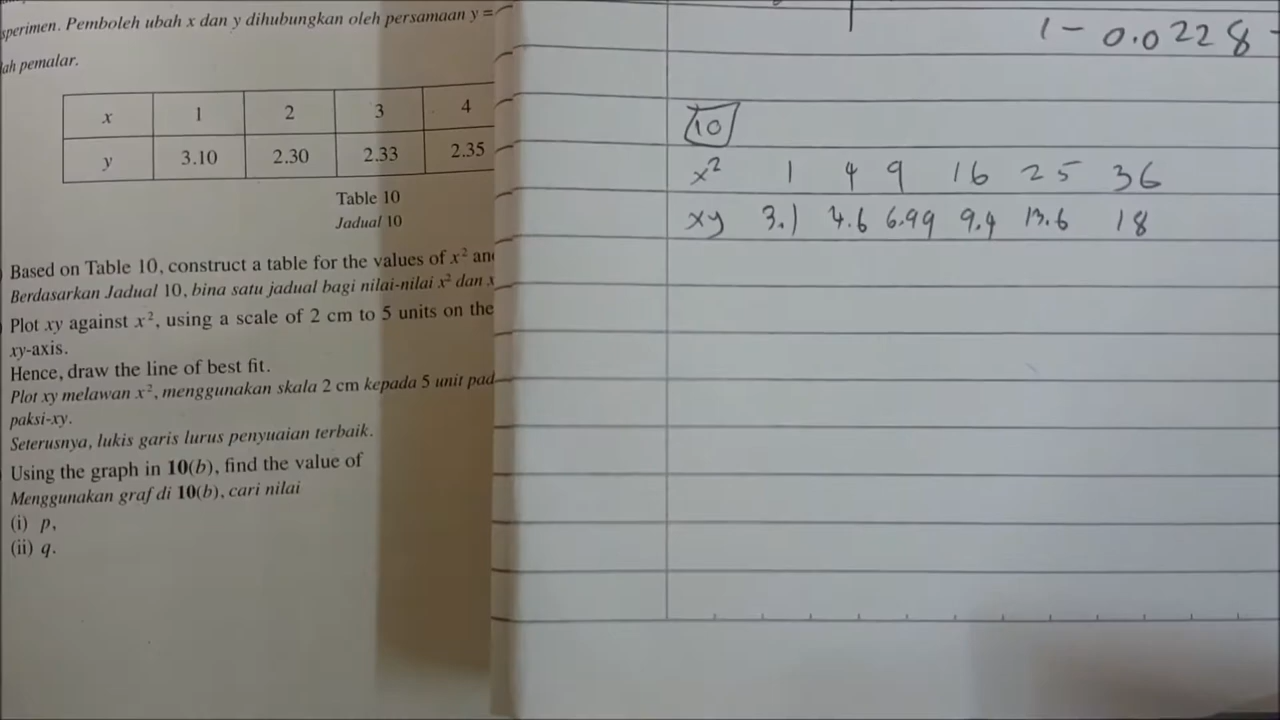 sperimen. Pemboleh ubah x dan y dihubungkan oleh persamaan y =
lah pemalar.
x 1 2 3 4
y 3.10 2.30 2.33 2.35
Table 10
Jadual 10
Based on Table 10, construct a table for the values of x² an
Berdasarkan Jadual 10, bina satu jadual bagi nilai-nilai x² dan x
Plot xy against x², using a scale of 2 cm to 5 units on the
xy-axis.
Hence, draw the line of best fit.
Plot xy melawan x², menggunakan skala 2 cm kepada 5 unit pad
paksi-xy.
Seterusnya, lukis garis lurus penyuaian terbaik.
Using the graph in 10(b), find the value of
Menggunakan graf di 10(b), cari nilai
(i) p,
(ii) q.
1 - 0.0228
10
x² 1 4 9 16 25 36
xy 3.1 4.6 6.99 9.4 13.6 18